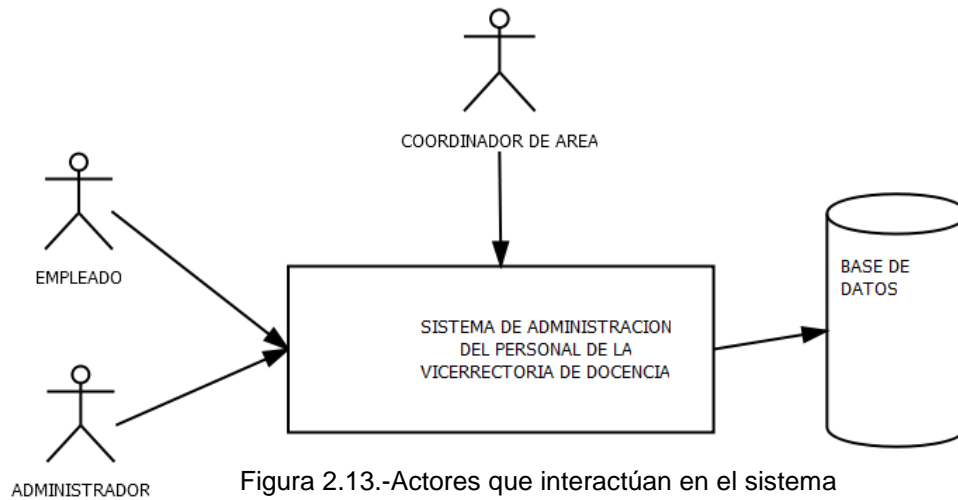 COORDINADOR DE AREA
EMPLEADO
BASE DE
DATOS
SISTEMA DE ADMINISTRACION
DEL PERSONAL DE LA
VICERRECTORIA DE DOCENCIA
ADMINISTRADOR
Figura 2.13.-Actores que interactúan en el sistema